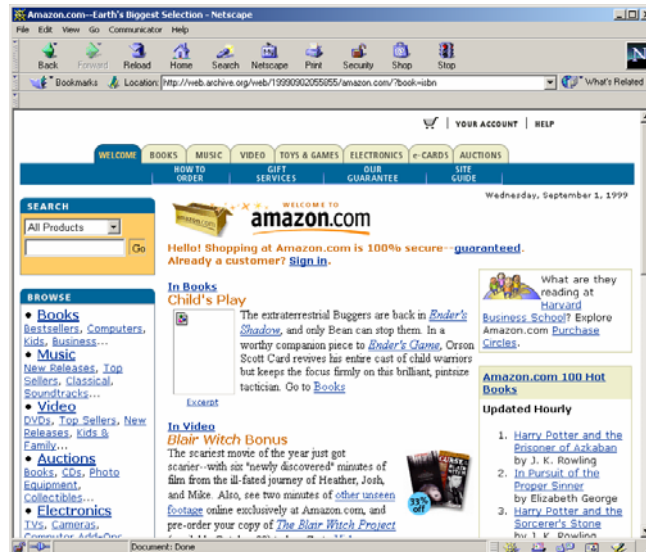 Amazon.com--Earth's Biggest Selection - Netscape
File Edit View Go Communicator Help
Back Forward Reload Home Search Netscape Print Security Shop Stop
N
Bookmarks Location: http://web.archive.org/web/19990902055855/amazon.com/?book=isbn What's Related
YOUR ACCOUNT | HELP
WELCOME BOOKS MUSIC VIDEO TOYS & GAMES ELECTRONICS e-CARDS AUCTIONS
HOW TO ORDER GIFT SERVICES OUR GUARANTEE SITE GUIDE
Wednesday, September 1, 1999
SEARCH
All Products
Go
BROWSE
• Books
Bestsellers, Computers,
Kids, Business...
• Music
New Releases, Top
Sellers, Classical,
Soundtracks...
• Video
DVDs, Top Sellers, New
Releases, Kids &
Family...
• Auctions
Books, CDs, Photo
Equipment,
Collectibles...
• Electronics
TVs, Cameras,
Computer Add-Ons,
amazon.com
WELCOME TO
amazon.com
Hello! Shopping at Amazon.com is 100% secure--guaranteed.
Already a customer? Sign in.
In Books
Child's Play
The extraterrestrial Buggers are back in Ender's
Shadow, and only Bean can stop them. In a
worthy companion piece to Ender's Game, Orson
Scott Card revives his entire cast of child warriors
but keeps the focus firmly on this brilliant, pintsize
tactician. Go to Books
Excerpt
In Video
Blair Witch Bonus
The scariest movie of the year just got
scarier--with six "newly discovered" minutes of
film from the ill-fated journey of Heather, Josh,
and Mike. Also, see two minutes of other unseen
footage online exclusively at Amazon.com, and
pre-order your copy of The Blair Witch Project
33%
off
What are they
reading at
Harvard
Business School? Explore
Amazon.com Purchase
Circles.
Amazon.com 100 Hot
Books
Updated Hourly
1. Harry Potter and the
Prisoner of Azkaban
by J. K. Rowling
2. In Pursuit of the
Proper Sinner
by Elizabeth George
3. Harry Potter and the
Sorcerer's Stone
by J. K. Rowling
Document: Done